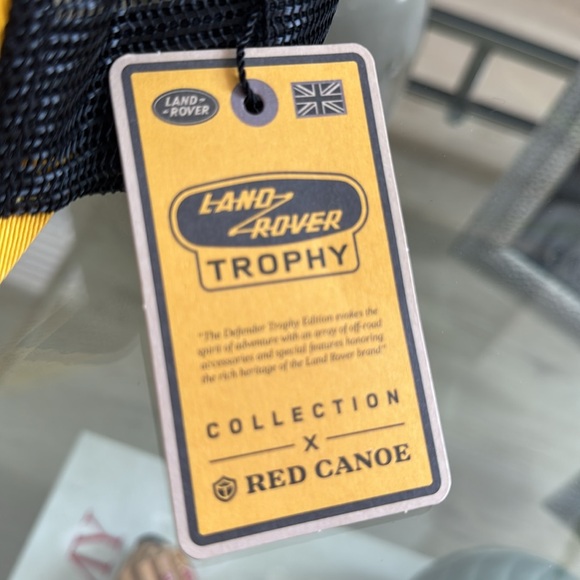 LAND-
-ROVER
LAND
ROVER
TROPHY
"The Defender Trophy Edition evokes the
spirit of adventure with an array of off-road
accessories and special features honoring
the rich heritage of the Land Rover brand"
COLLECTION
X
RED CANOE